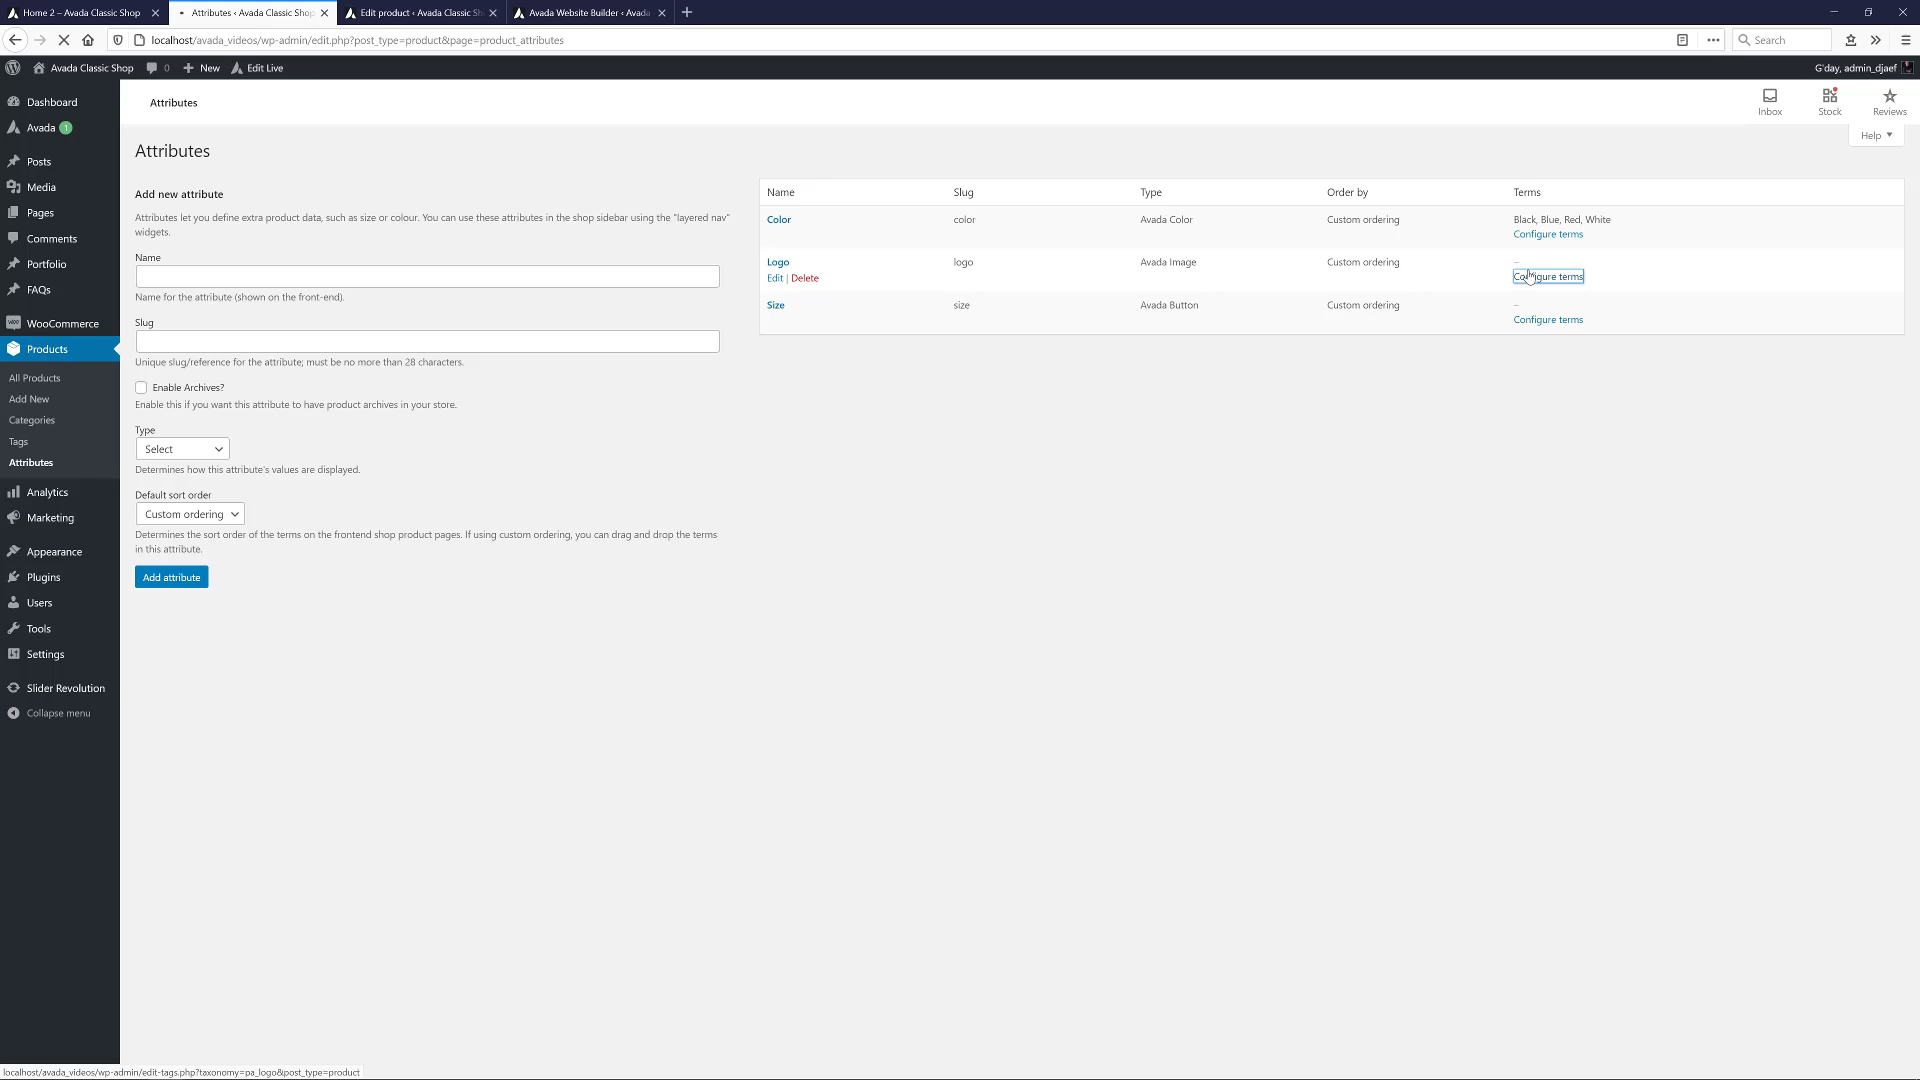 Home 2 – Avada Classic Shop
Attributes ‹ Avada Classic Shop
Edit product ‹ Avada Classic Sh
Avada Website Builder ‹ Avada
localhost/avada_videos/wp-admin/edit.php?post_type=product&page=product_attributes
Search
Avada Classic Shop
0
New
Edit Live
G'day, admin_djaef
Dashboard
Avada 1
Posts
Media
Pages
Comments
Portfolio
FAQs
WooCommerce
Products
All Products
Add New
Categories
Tags
Attributes
Analytics
Marketing
Appearance
Plugins
Users
Tools
Settings
Slider Revolution
Collapse menu
Attributes
Inbox
Stock
Reviews
Help
Attributes
Add new attribute
Attributes let you define extra product data, such as size or colour. You can use these attributes in the shop sidebar using the "layered nav"
widgets.
Name
Name for the attribute (shown on the front-end).
Slug
Unique slug/reference for the attribute; must be no more than 28 characters.
Enable Archives?
Enable this if you want this attribute to have product archives in your store.
Type
Select
Determines how this attribute's values are displayed.
Default sort order
Custom ordering
Determines the sort order of the terms on the frontend shop product pages. If using custom ordering, you can drag and drop the terms
in this attribute.
Add attribute
Name Slug Type Order by Terms
Color color Avada Color Custom ordering Black, Blue, Red, White
Configure terms
Logo logo Avada Image Custom ordering –
Edit | Delete Configure terms
Size size Avada Button Custom ordering –
Configure terms
localhost/avada_videos/wp-admin/edit-tags.php?taxonomy=pa_logo&post_type=product